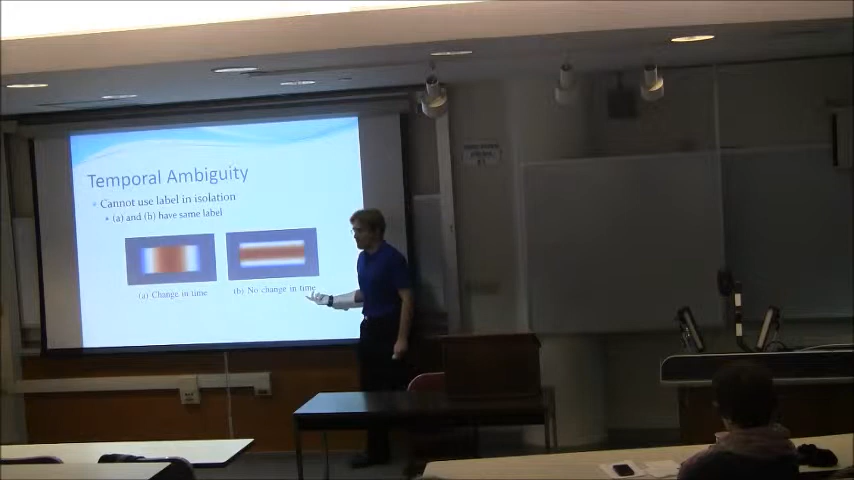 Temporal Ambiguity
Cannot use label in isolation
(a) and (b) have same label
(a) Change in time
(b) No change in time